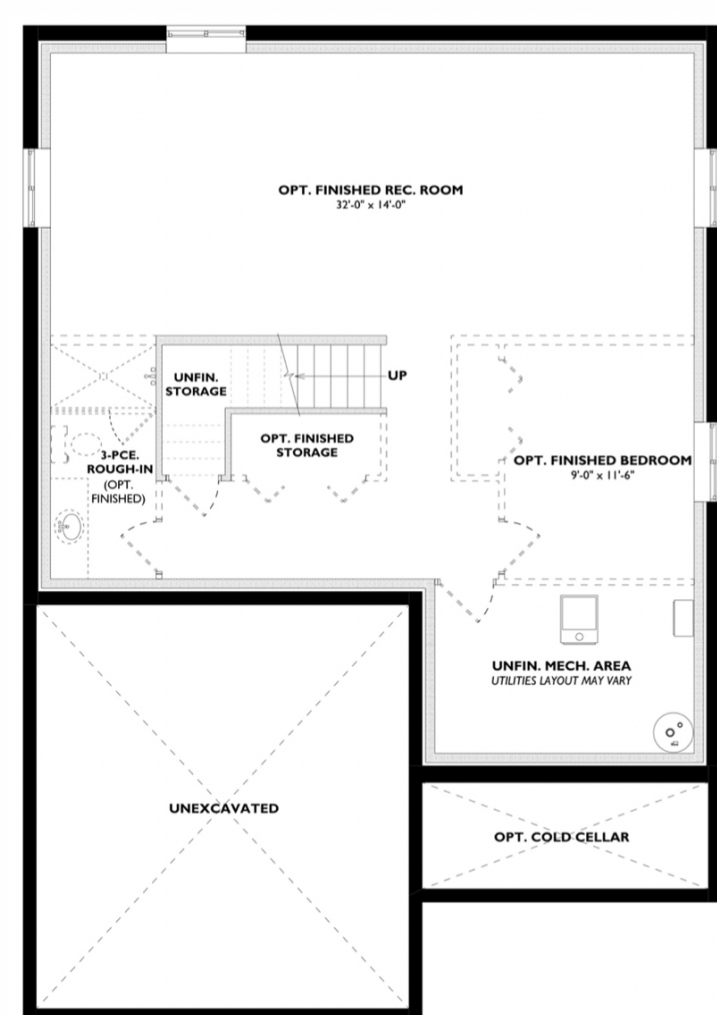 OPT. FINISHED REC. ROOM
32'-0" x 14'-0"
UNFIN.
STORAGE
UP
OPT. FINISHED
STORAGE
3-PCE.
ROUGH-IN
(OPT.
FINISHED)
OPT. FINISHED BEDROOM
9'-0" x 11'-6"
UNFIN. MECH. AREA
UTILITIES LAYOUT MAY VARY
UNEXCAVATED
OPT. COLD CELLAR